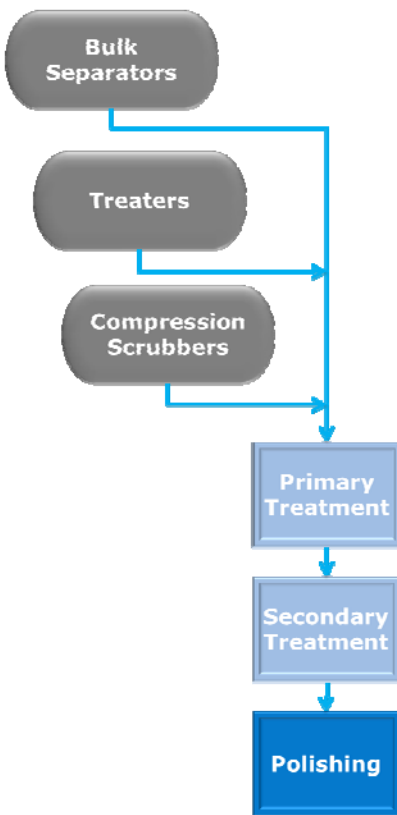 Bulk
Separators
Treaters
Compression
Scrubbers
Primary
Treatment
Secondary
Treatment
Polishing